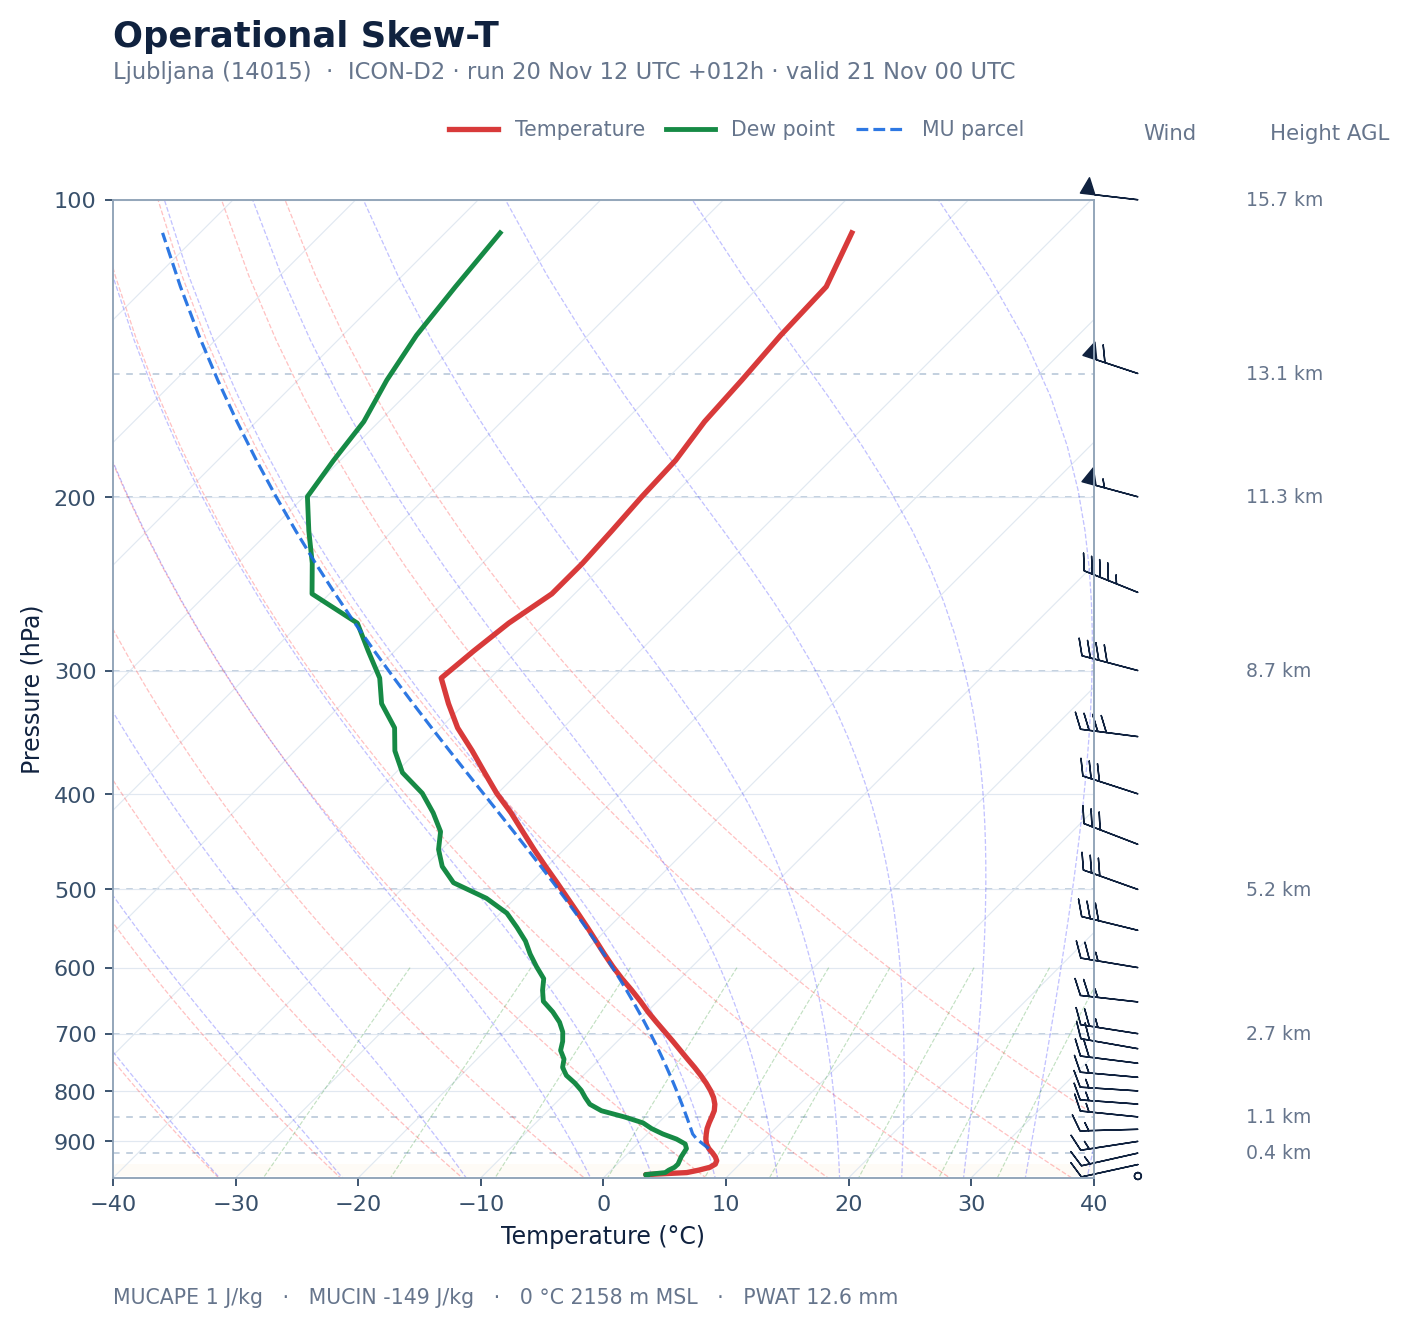 Operational Skew-T
Ljubljana (14015)  ·  ICON-D2 · run 20 Nov 12 UTC +012h · valid 21 Nov 00 UTC
Temperature
Dew point
MU parcel
Wind
Height AGL
100
15.7 km
13.1 km
200
11.3 km
300
8.7 km
400
500
5.2 km
600
700
2.7 km
800
1.1 km
900
0.4 km
Pressure (hPa)
−40
−30
−20
−10
0
10
20
30
40
Temperature (°C)
MUCAPE 1 J/kg   ·   MUCIN -149 J/kg   ·   0 °C 2158 m MSL   ·   PWAT 12.6 mm